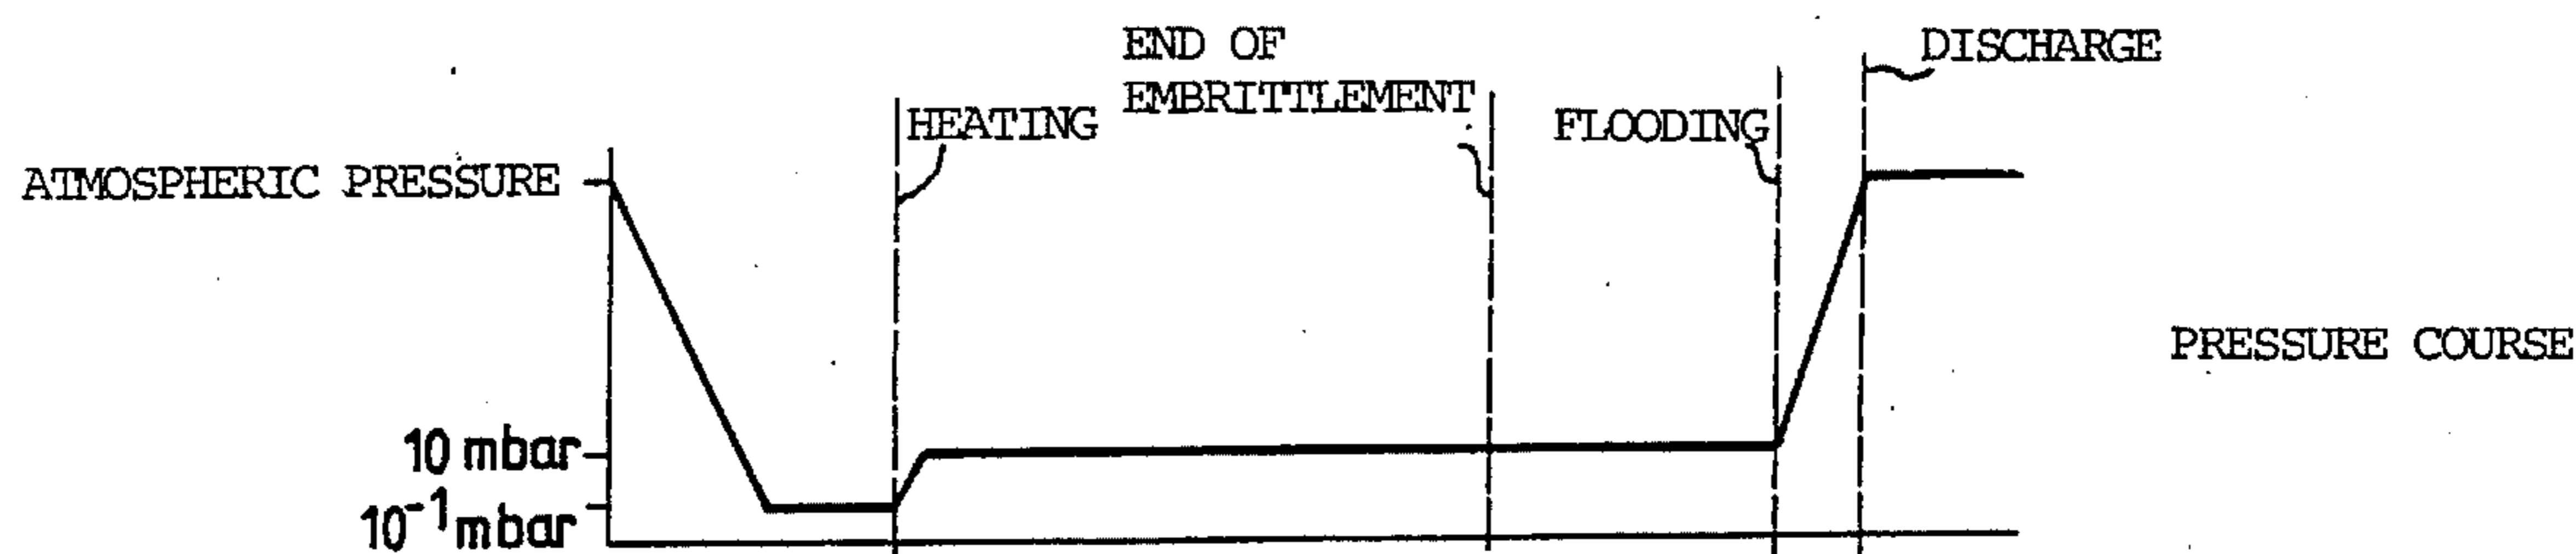 END OF
EMBRITTLEMENT
DISCHARGE
HEATING
FLOODING
ATMOSPHERIC PRESSURE
PRESSURE COURSE
10 mbar
10⁻¹ mbar